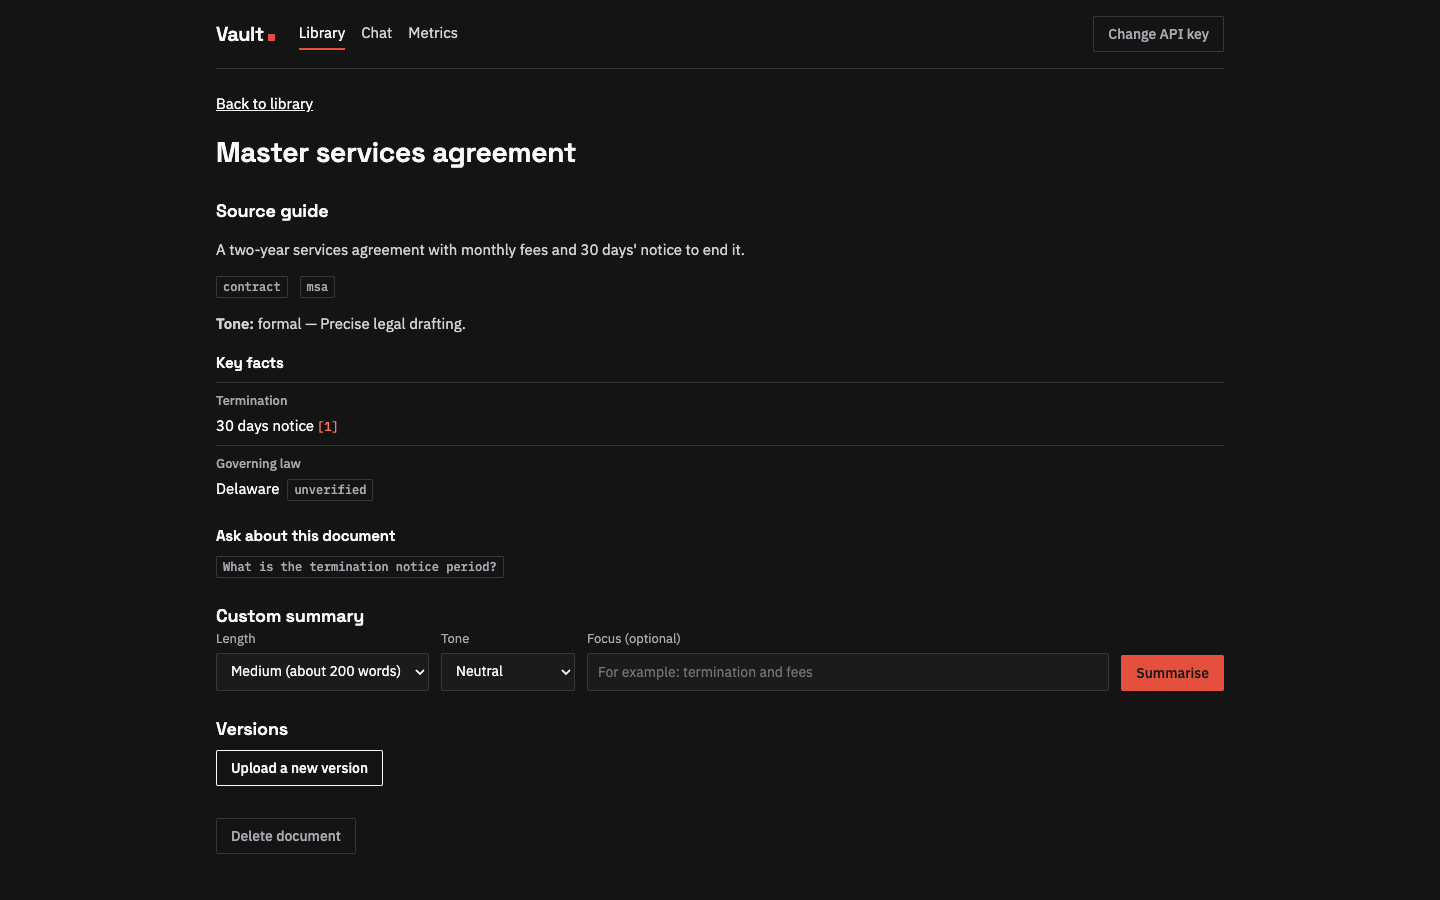 Vault
Library
Chat
Metrics
Change API key
Back to library
Master services agreement
Source guide
A two-year services agreement with monthly fees and 30 days' notice to end it.
contract
msa
Tone: formal — Precise legal drafting.
Key facts
Termination
30 days notice [1]
Governing law
Delaware unverified
Ask about this document
What is the termination notice period?
Custom summary
Length
Tone
Focus (optional)
Medium (about 200 words)
Neutral
For example: termination and fees
Summarise
Versions
Upload a new version
Delete document